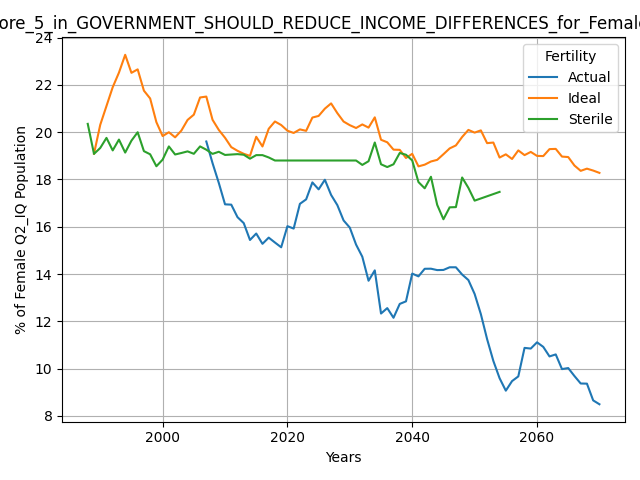 ore_5_in_GOVERNMENT_SHOULD_REDUCE_INCOME_DIFFERENCES_for_Female
Fertility
Actual
Ideal
Sterile
% of Female Q2_IQ Population
24
22
20
18
16
14
12
10
8
2000 2020 2040 2060
Years